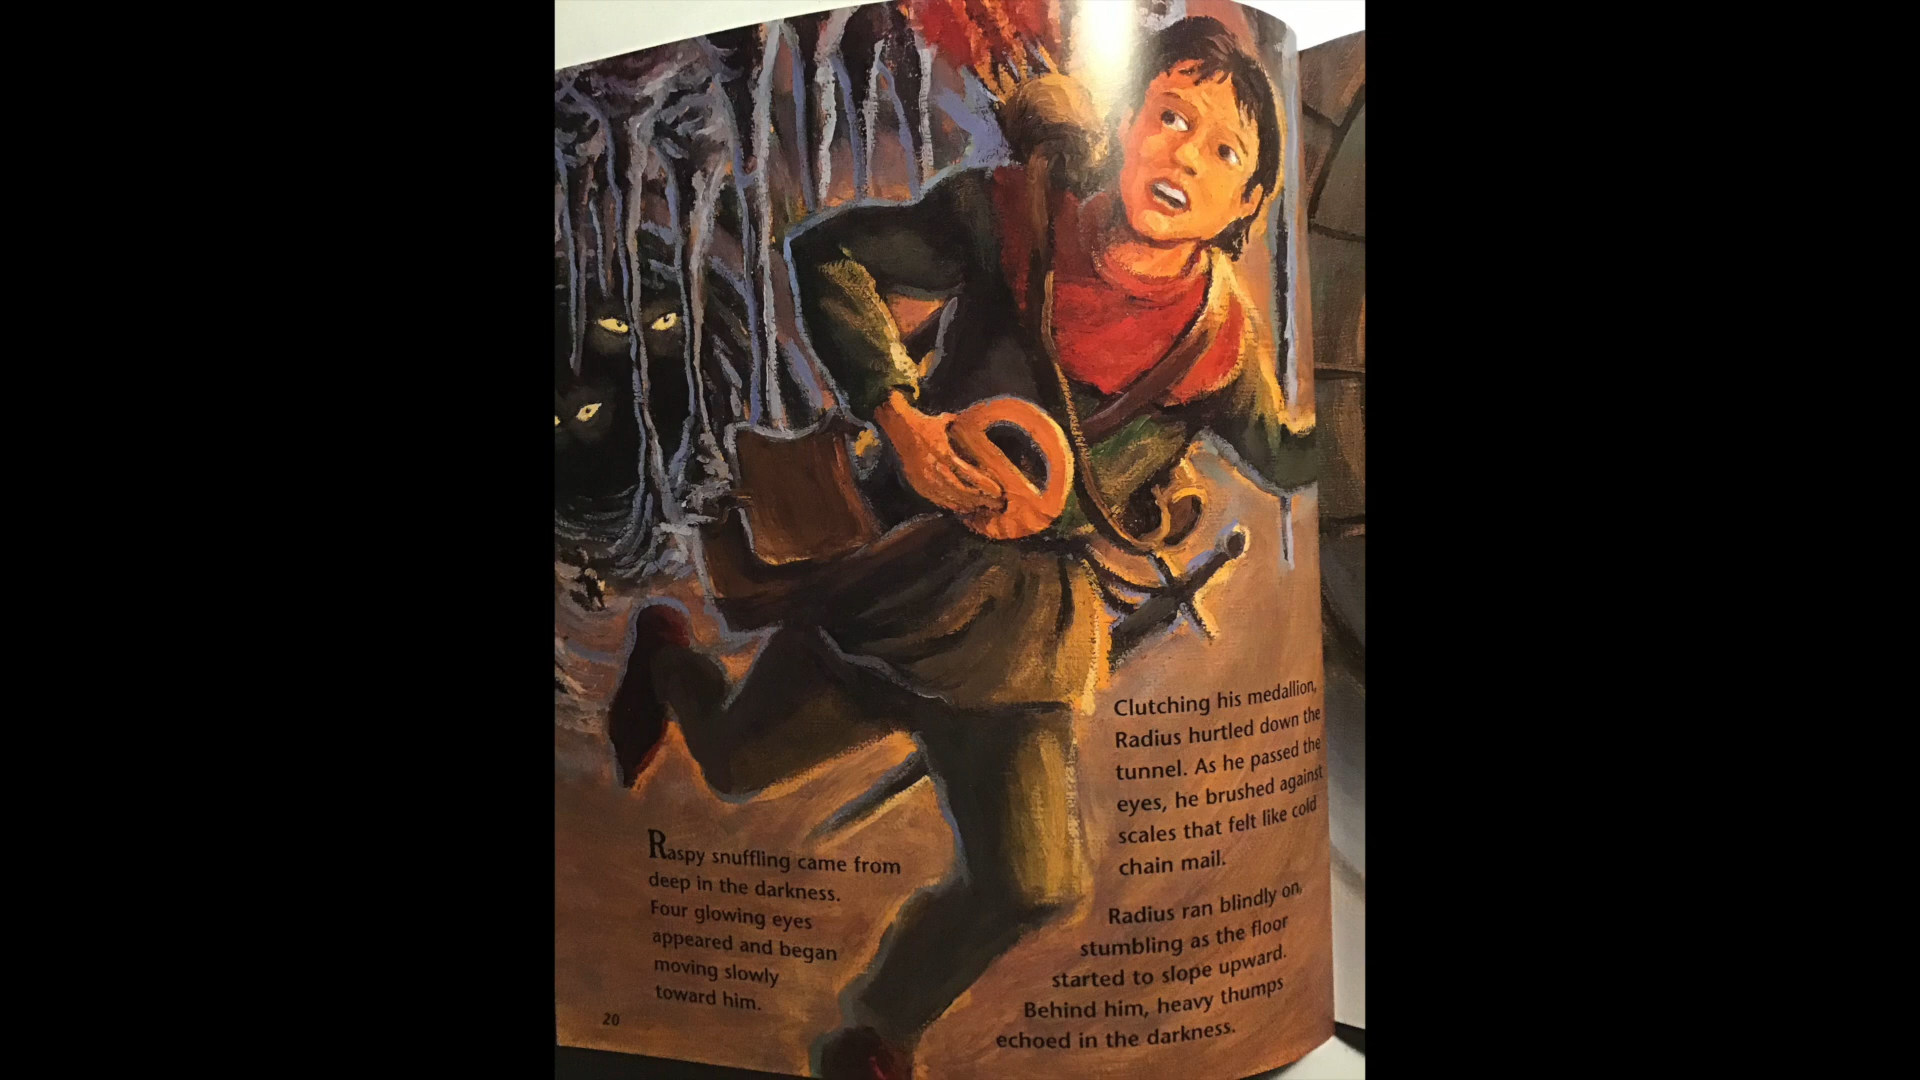 Raspy snuffling came from
deep in the darkness.
Four glowing eyes
appeared and began
moving slowly
toward him.
20
Clutching his medallion,
Radius hurtled down the
tunnel. As he passed the
eyes, he brushed against
scales that felt like cold
chain mail.
Radius ran blindly on,
stumbling as the floor
started to slope upward.
Behind him, heavy thumps
echoed in the darkness.